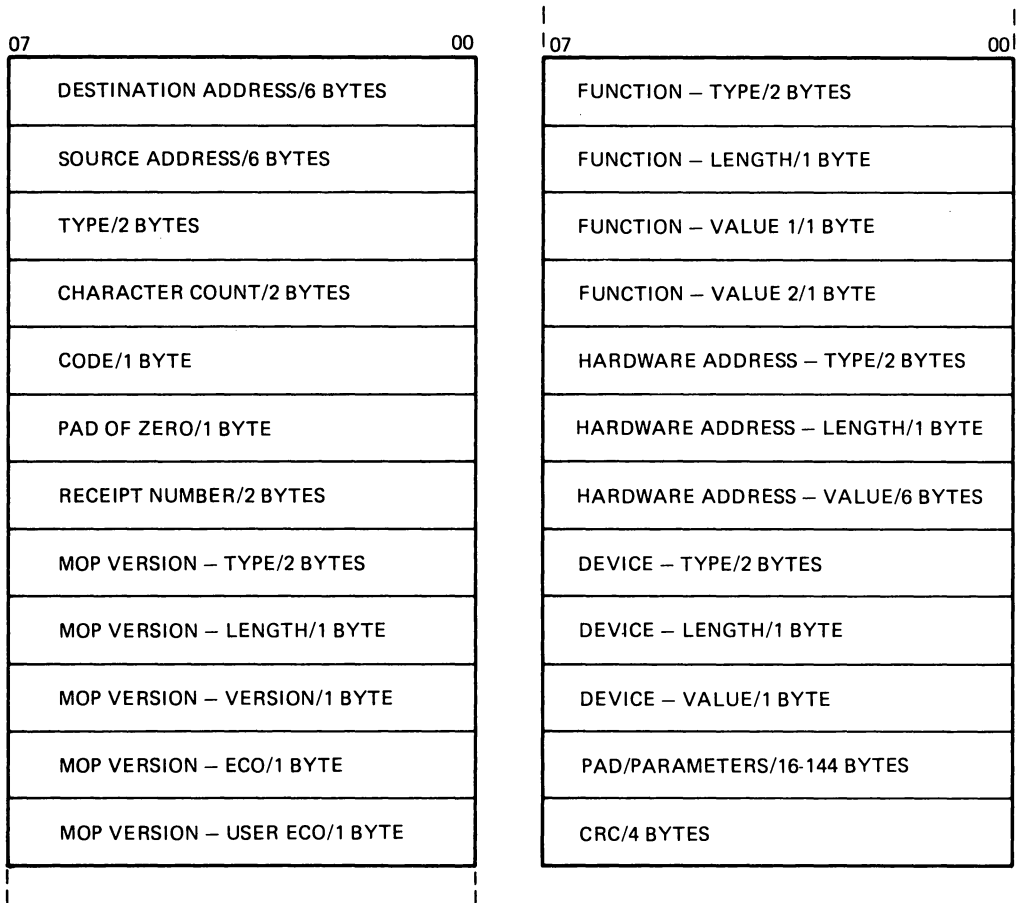 07 00
DESTINATION ADDRESS/6 BYTES
SOURCE ADDRESS/6 BYTES
TYPE/2 BYTES
CHARACTER COUNT/2 BYTES
CODE/1 BYTE
PAD OF ZERO/1 BYTE
RECEIPT NUMBER/2 BYTES
MOP VERSION — TYPE/2 BYTES
MOP VERSION — LENGTH/1 BYTE
MOP VERSION — VERSION/1 BYTE
MOP VERSION — ECO/1 BYTE
MOP VERSION — USER ECO/1 BYTE
07 00
FUNCTION — TYPE/2 BYTES
FUNCTION — LENGTH/1 BYTE
FUNCTION — VALUE 1/1 BYTE
FUNCTION — VALUE 2/1 BYTE
HARDWARE ADDRESS — TYPE/2 BYTES
HARDWARE ADDRESS — LENGTH/1 BYTE
HARDWARE ADDRESS — VALUE/6 BYTES
DEVICE — TYPE/2 BYTES
DEVICE — LENGTH/1 BYTE
DEVICE — VALUE/1 BYTE
PAD/PARAMETERS/16-144 BYTES
CRC/4 BYTES